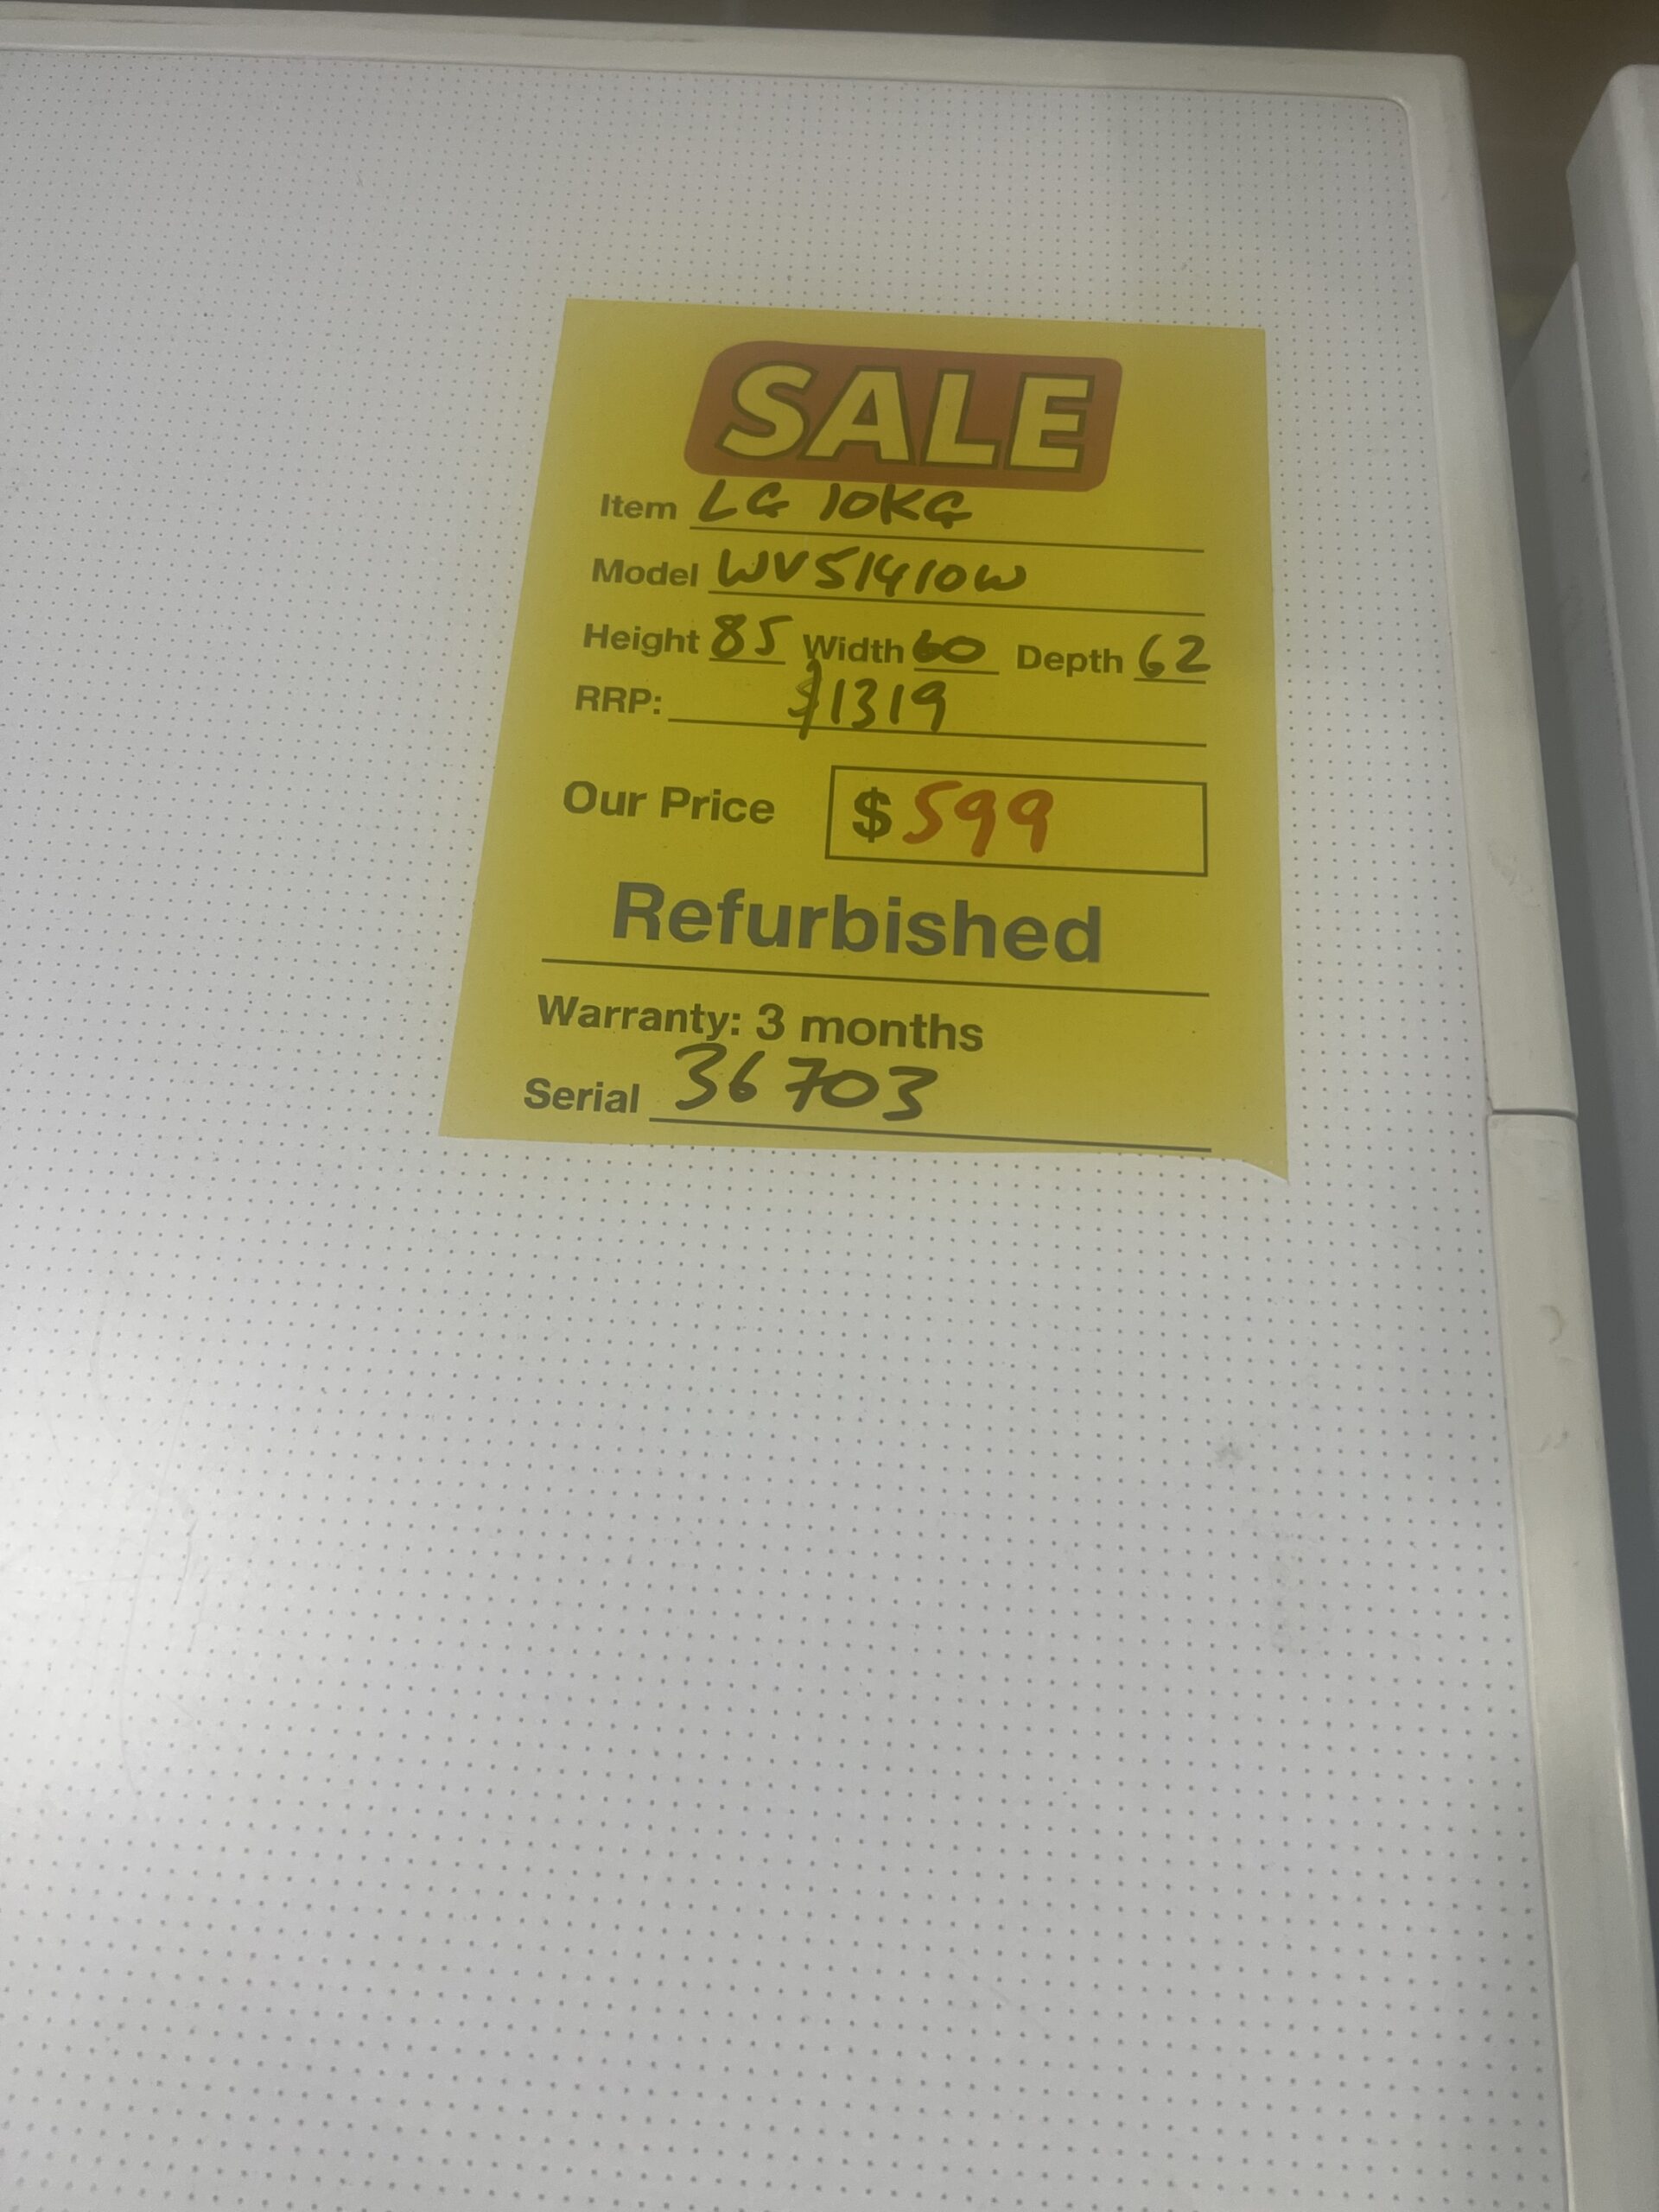 SALE
Item LG 10KG
Model WV51410W
Height 85 Width 60 Depth 62
RRP: $1319
Our Price $599
Refurbished
Warranty: 3 months
Serial 36703